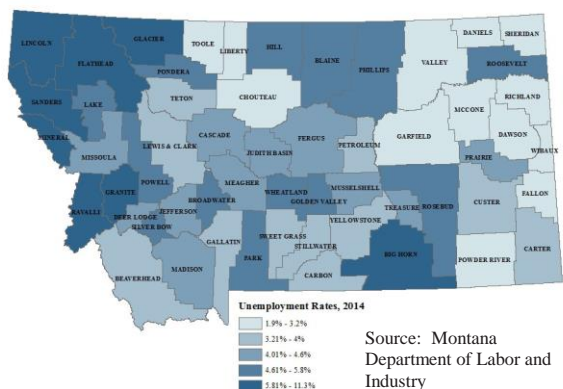 LINCOLN
FLATHEAD
GLACIER
TOOLE
LIBERTY
HILL
BLAINE
PHILLIPS
VALLEY
DANIELS
SHERIDAN
ROOSEVELT
PONDERA
SANDERS
LAKE
TETON
CHOUTEAU
RICHLAND
MCCONE
GARFIELD
DAWSON
WIBAUX
MINERAL
MISSOULA
LEWIS & CLARK
CASCADE
JUDITH BASIN
FERGUS
PETROLEUM
PRAIRIE
POWELL
GRANITE
RAVALLI
MEAGHER
WHEATLAND
GOLDEN VALLEY
MUSSELSHELL
TREASURE
ROSEBUD
CUSTER
FALLON
BROADWATER
JEFFERSON
DEER LODGE
SILVER BOW
GALLATIN
SWEET GRASS
STILLWATER
YELLOWSTONE
BIG HORN
POWDER RIVER
CARTER
BEAVERHEAD
MADISON
PARK
CARBON
Unemployment Rates, 2014
1.9% - 3.2%
3.21% - 4%
4.01% - 4.6%
4.61% - 5.8%
5.81% - 11.3%
Source: Montana
Department of Labor and
Industry